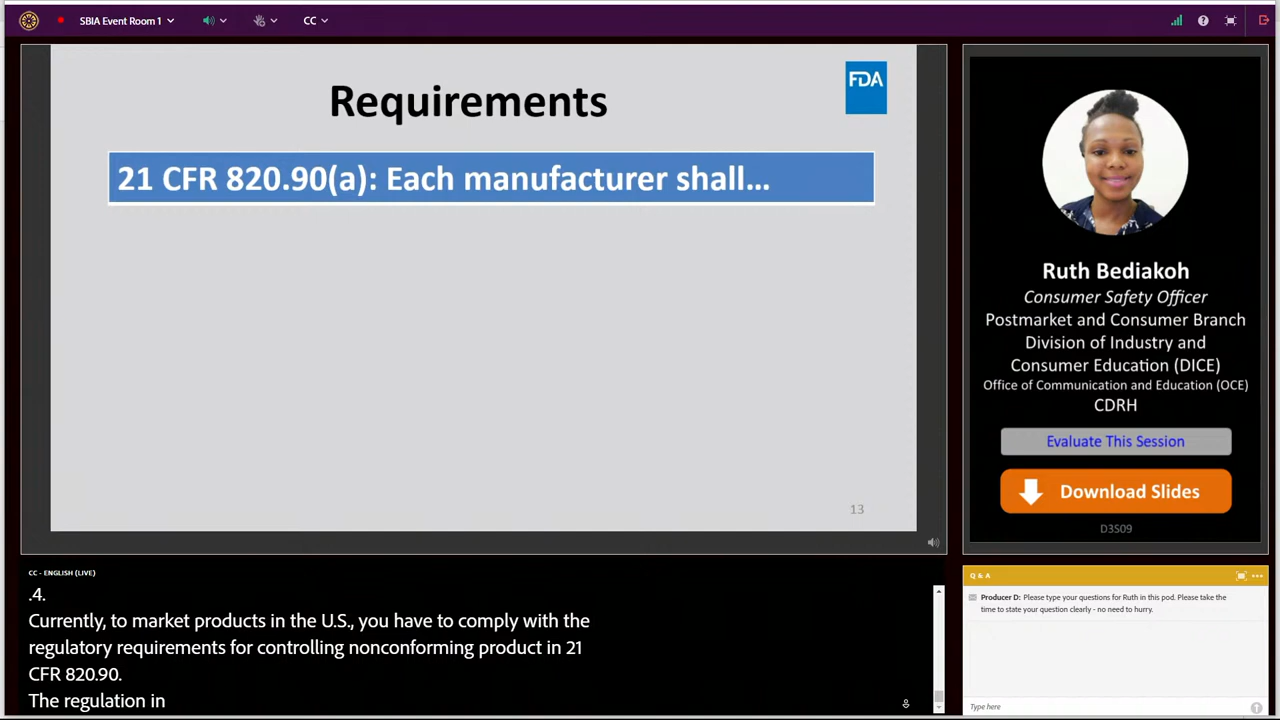 SBIA Event Room 1
CC
Requirements
FDA
21 CFR 820.90(a): Each manufacturer shall...
13
Ruth Bediakoh
Consumer Safety Officer
Postmarket and Consumer Branch
Division of Industry and
Consumer Education (DICE)
Office of Communication and Education (OCE)
CDRH
Evaluate This Session
Download Slides
D3S09
CC - ENGLISH (LIVE)
.4.
Currently, to market products in the U.S., you have to comply with the
regulatory requirements for controlling nonconforming product in 21
CFR 820.90.
The regulation in
Q & A
Producer D: Please type your questions for Ruth in this pod. Please take the
time to state your question clearly - no need to hurry.
Type here